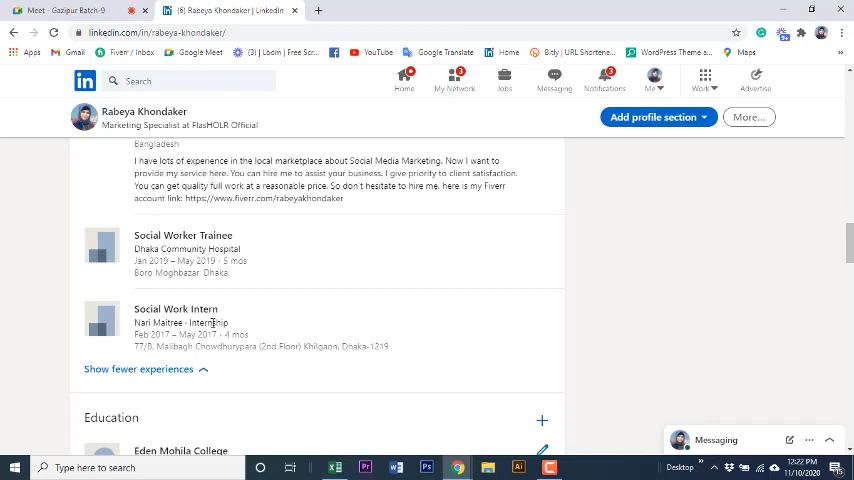 Meet - Gazipur Batch-9
(6) Rabeya Khondaker | LinkedIn
linkedin.com/in/rabeya-khondaker/
Apps
Gmail
Fiverr / Inbox
Google Meet
(3) | Loom | Free Scr...
YouTube
Google Translate
Home
Bitly | URL Shortene...
WordPress Theme a...
Maps
»
in
Search
Home
3
My Network
Jobs
Messaging
3
Notifications
Me
Work
Advertise
Rabeya Khondaker
Marketing Specialist at FlasHOLR Official
Add profile section
More...
Bangladesh
I have lots of experience in the local marketplace about Social Media Marketing. Now I want to
provide my service here. You can hire me to assist your business. I give priority to client satisfaction.
You can get quality full work at a reasonable price. So don't hesitate to hire me. here is my Fiverr
account link: https://www.fiverr.com/rabeyakhondaker
Social Worker Trainee
Dhaka Community Hospital
Jan 2019 – May 2019 · 5 mos
Boro Moghbazar, Dhaka.
Social Work Intern
Nari Maitree · Internship
Feb 2017 – May 2017 · 4 mos
77/B, Malibagh Chowdhurypara (2nd Floor) Khilgaon, Dhaka-1219
Show fewer experiences
Education
Eden Mohila College
Messaging
Type here to search
Pr
Ps
Ai
Desktop
»
12:22 PM
11/10/2020